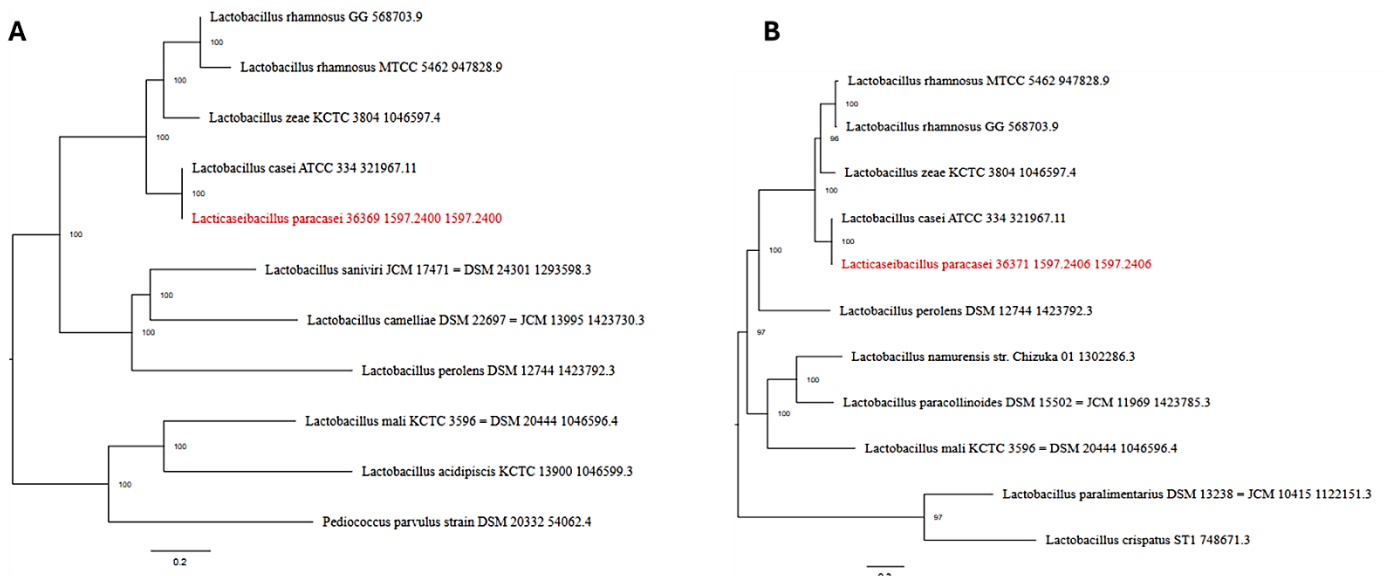 A
Lactobacillus rhamnosus GG 568703.9
100
Lactobacillus rhamnosus MTCC 5462 947828.9
100
Lactobacillus zeae KCTC 3804 1046597.4
100
Lactobacillus casei ATCC 334 321967.11
100
Lacticaseibacillus paracasei 36369 1597.2400 1597.2400
100
Lactobacillus saniviri JCM 17471 = DSM 24301 1293598.3
100
Lactobacillus camelliae DSM 22697 = JCM 13995 1423730.3
100
Lactobacillus perolens DSM 12744 1423792.3
Lactobacillus mali KCTC 3596 = DSM 20444 1046596.4
100
Lactobacillus acidipiscis KCTC 13900 1046599.3
100
Pediococcus parvulus strain DSM 20332 54062.4
0.2
B
Lactobacillus rhamnosus MTCC 5462 947828.9
100
Lactobacillus rhamnosus GG 568703.9
96
Lactobacillus zeae KCTC 3804 1046597.4
100
Lactobacillus casei ATCC 334 321967.11
100
Lacticaseibacillus paracasei 36371 1597.2406 1597.2406
100
Lactobacillus perolens DSM 12744 1423792.3
97
Lactobacillus namurensis str. Chizuka 01 1302286.3
100
Lactobacillus paracollinoides DSM 15502 = JCM 11969 1423785.3
100
Lactobacillus mali KCTC 3596 = DSM 20444 1046596.4
Lactobacillus paralimentarius DSM 13238 = JCM 10415 1122151.3
97
Lactobacillus crispatus ST1 748671.3